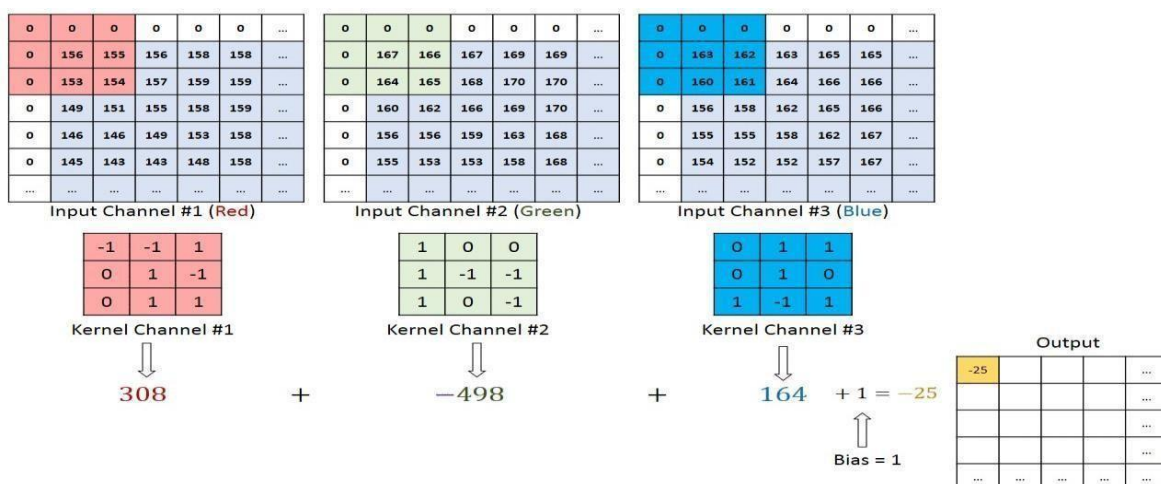 0 0 0 0 0 0 ... 0 0 0 0 0 0 ... 0 0 0 0 0 0 ...
0 156 155 156 158 158 ... 0 167 166 167 169 169 ... 0 163 162 163 165 165 ...
0 153 154 157 159 159 ... 0 164 165 168 170 170 ... 0 160 161 164 166 166 ...
0 149 151 155 158 159 ... 0 160 162 166 169 170 ... 0 156 158 162 165 166 ...
0 146 146 149 153 158 ... 0 156 156 159 163 168 ... 0 155 155 158 162 167 ...
0 145 143 143 148 158 ... 0 155 153 153 158 168 ... 0 154 152 152 157 167 ...
... ... ... ... ... ... ... ... ... ... ... ... ... ... ... ... ... ... ... ... ...
Input Channel #1 (Red) Input Channel #2 (Green) Input Channel #3 (Blue)
-1 -1 1 1 0 0 0 1 1
0 1 -1 1 -1 -1 0 1 0
0 1 1 1 0 -1 1 -1 1
Kernel Channel #1 Kernel Channel #2 Kernel Channel #3
308 + -498 + 164 + 1 = -25
Bias = 1
Output
-25 ...
...
...
...
... ... ... ... ...